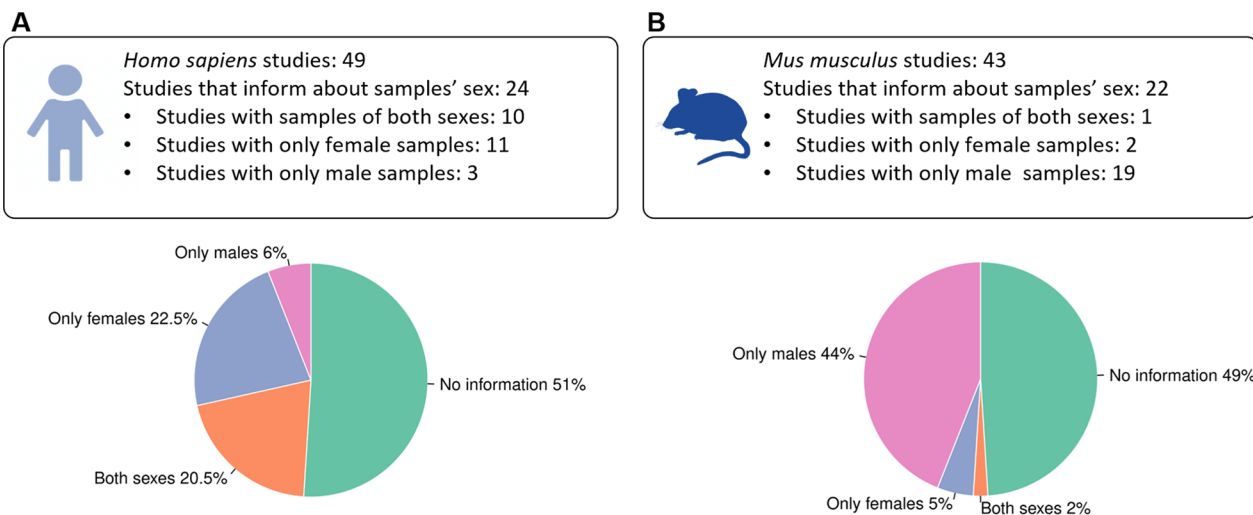 A
Homo sapiens studies: 49
Studies that inform about samples' sex: 24
• Studies with samples of both sexes: 10
• Studies with only female samples: 11
• Studies with only male samples: 3
Only males 6%
Only females 22.5%
No information 51%
Both sexes 20.5%
B
Mus musculus studies: 43
Studies that inform about samples' sex: 22
• Studies with samples of both sexes: 1
• Studies with only female samples: 2
• Studies with only male  samples: 19
Only males 44%
No information 49%
Only females 5%
Both sexes 2%